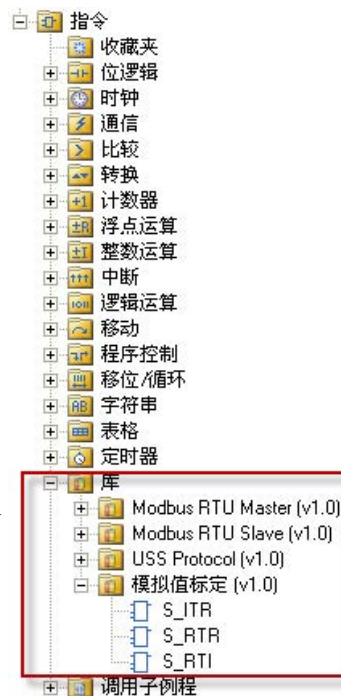 指令
收藏夹
位逻辑
时钟
通信
比较
转换
计数器
浮点运算
整数运算
中断
逻辑运算
移动
程序控制
移位/循环
字符串
表格
定时器
库
Modbus RTU Master (v1.0)
Modbus RTU Slave (v1.0)
USS Protocol (v1.0)
模拟值标定 (v1.0)
S_ITR
S_RTR
S_RTI
调用子例程